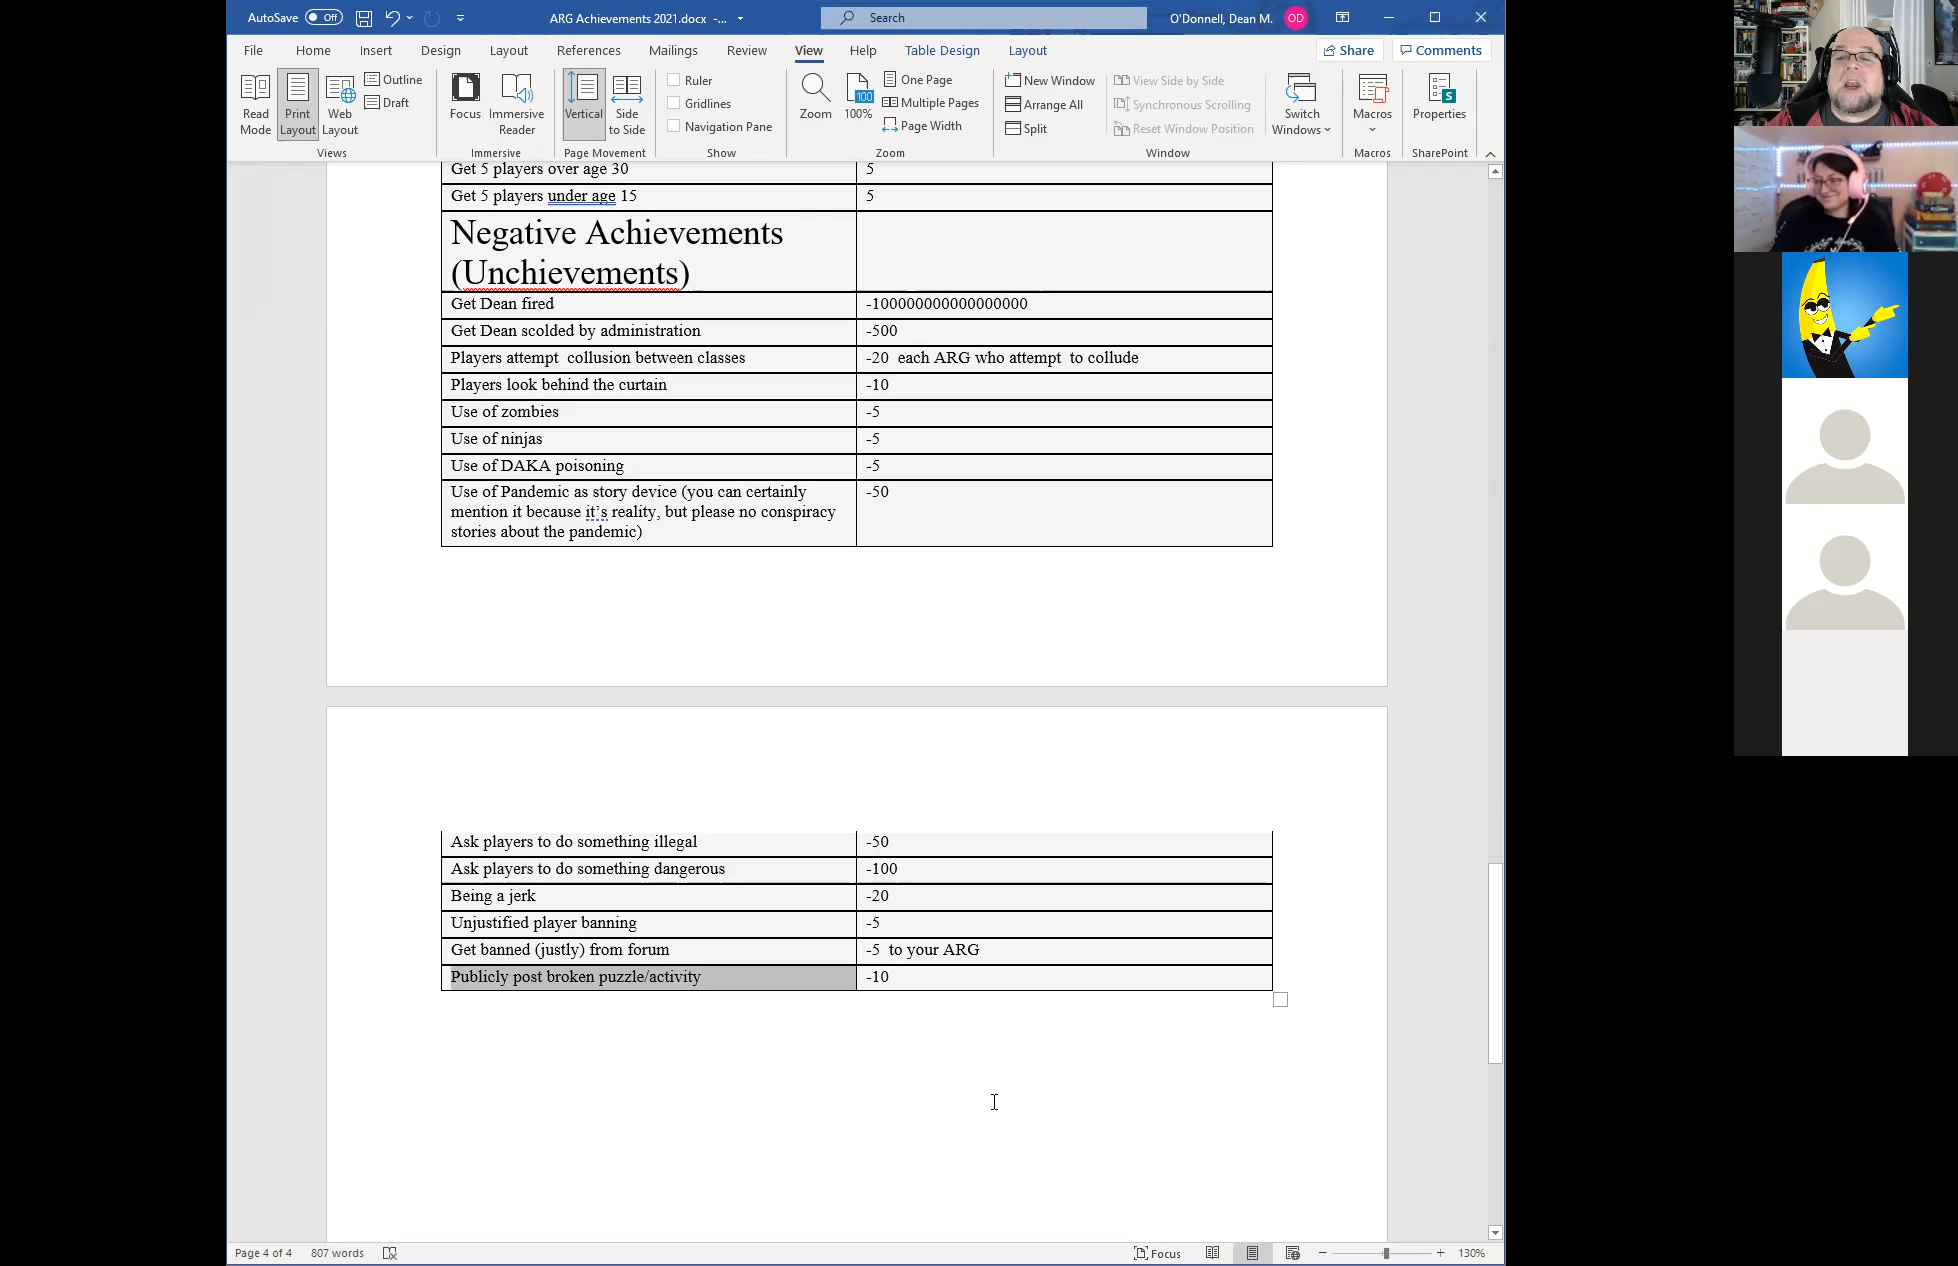 AutoSave Off ARG Achievements 2021.docx -... Search O'Donnell, Dean M. OD
File Home Insert Design Layout References Mailings Review View Help Table Design Layout Share Comments
Read Mode
Print Layout
Web Layout
Outline
Draft
Views
Focus
Immersive Reader
Immersive
Vertical
Side to Side
Page Movement
Ruler
Gridlines
Navigation Pane
Show
Zoom
100
100%
One Page
Multiple Pages
Page Width
Zoom
New Window
Arrange All
Split
View Side by Side
Synchronous Scrolling
Reset Window Position
Switch Windows
Window
Macros
Macros
S
Properties
SharePoint
Get 5 players over age 30 5
Get 5 players under age 15 5
Negative Achievements
(Unchievements)
Get Dean fired -100000000000000000
Get Dean scolded by administration -500
Players attempt collusion between classes -20 each ARG who attempt to collude
Players look behind the curtain -10
Use of zombies -5
Use of ninjas -5
Use of DAKA poisoning -5
Use of Pandemic as story device (you can certainly -50
mention it because it's reality, but please no conspiracy
stories about the pandemic)
Ask players to do something illegal -50
Ask players to do something dangerous -100
Being a jerk -20
Unjustified player banning -5
Get banned (justly) from forum -5 to your ARG
Publicly post broken puzzle/activity -10
Page 4 of 4 807 words Focus 130%